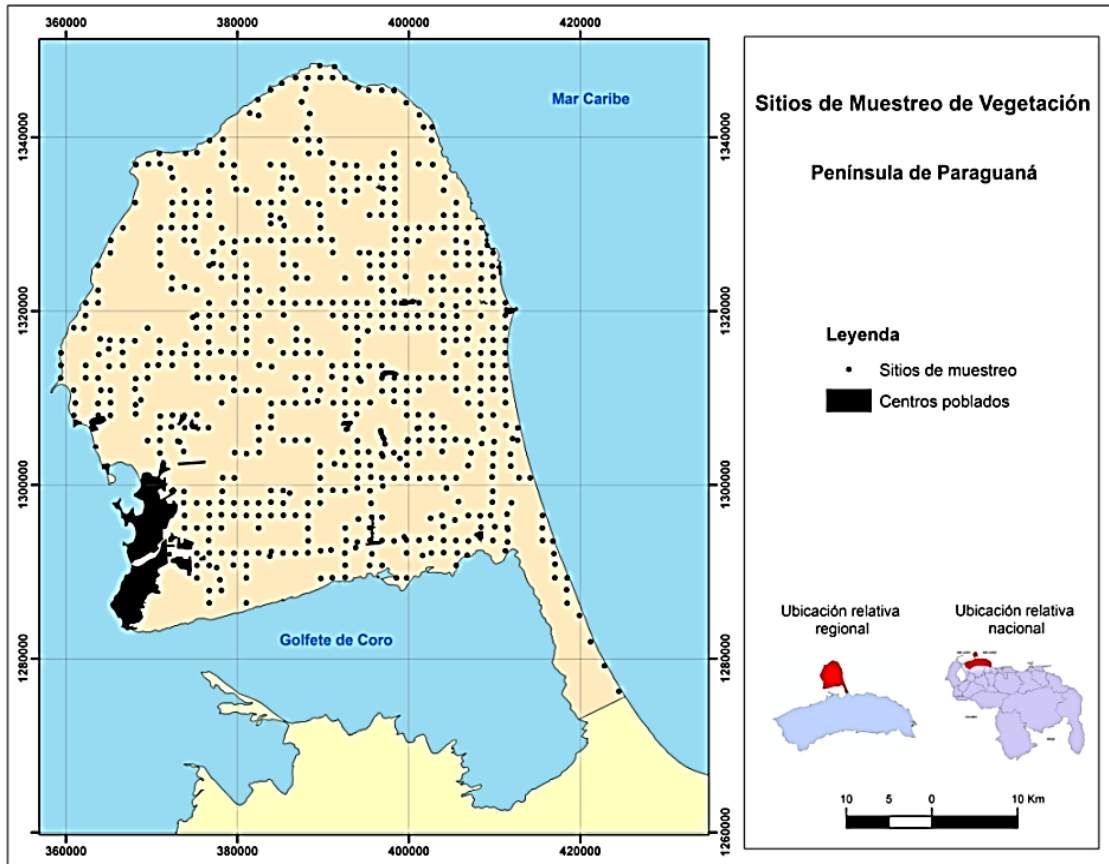 360000 380000 400000 420000
1340000
1320000
1300000
1280000
1260000
1340000
1320000
1300000
1280000
1260000
Mar Caribe
Golfete de Coro
360000 380000 400000 420000
Sitios de Muestreo de Vegetación
Península de Paraguaná
Leyenda
Sitios de muestreo
Centros poblados
Ubicación relativa
regional
Ubicación relativa
nacional
10 5 0 10 Km